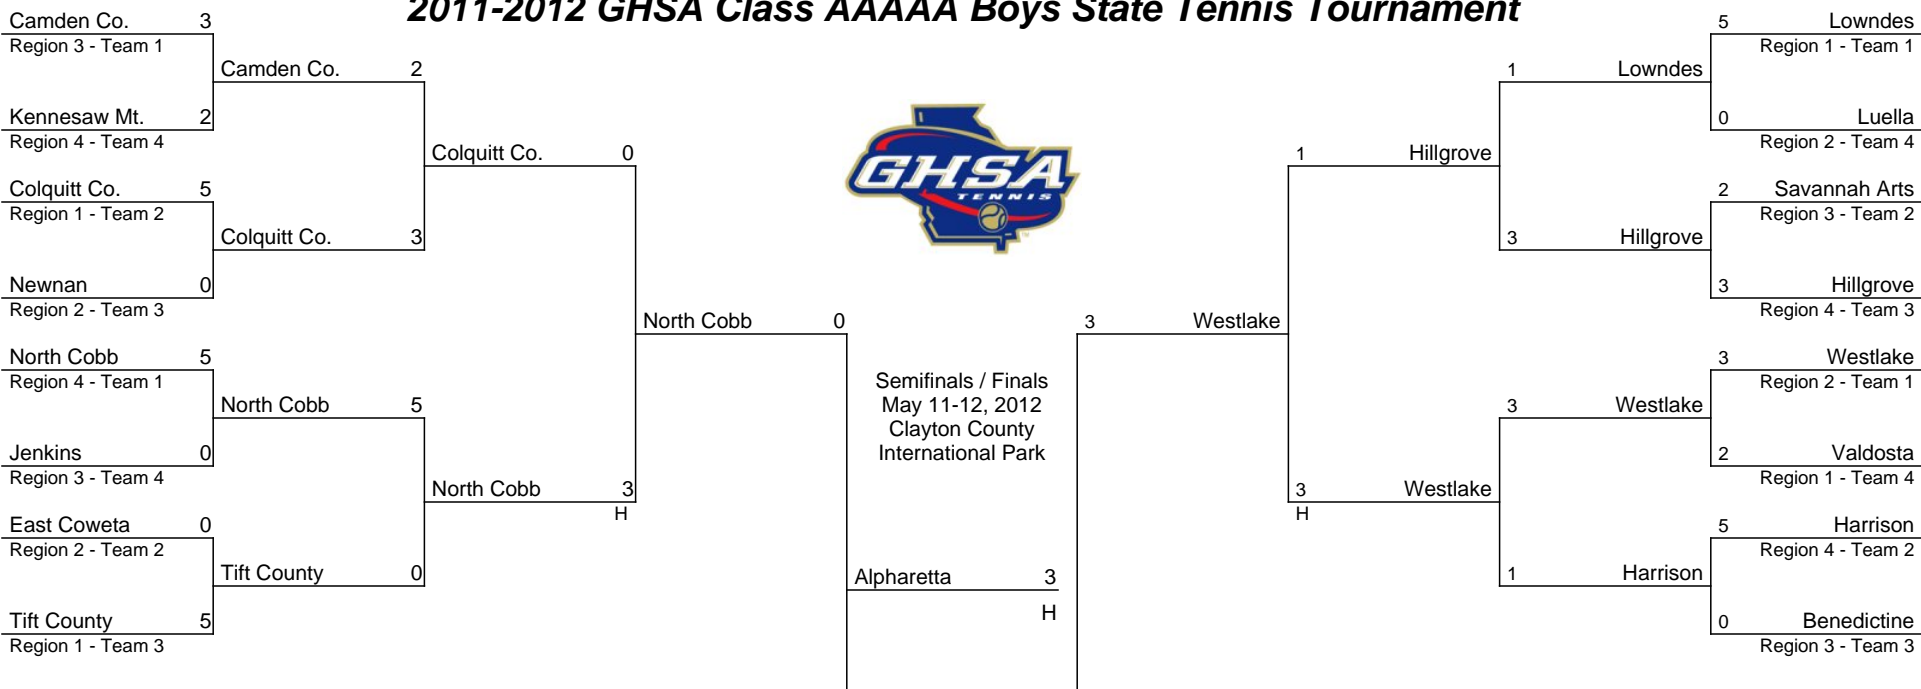 2011-2012 GHSA Class AAAAA Boys State Tennis Tournament
Camden Co. 3
Region 3 - Team 1
Kennesaw Mt. 2
Region 4 - Team 4
Colquitt Co. 5
Region 1 - Team 2
Newnan 0
Region 2 - Team 3
North Cobb 5
Region 4 - Team 1
Jenkins 0
Region 3 - Team 4
East Coweta 0
Region 2 - Team 2
Tift County 5
Region 1 - Team 3
Camden Co. 2
Colquitt Co. 3
North Cobb 5
Tift County 0
Colquitt Co. 0
North Cobb 3
H
North Cobb 0
GHSA
TENNIS
Semifinals / Finals
May 11-12, 2012
Clayton County
International Park
Alpharetta 3
H
3 Westlake
1 Hillgrove
3 Westlake
H
1 Lowndes
3 Hillgrove
3 Westlake
1 Harrison
5 Lowndes
Region 1 - Team 1
0 Luella
Region 2 - Team 4
2 Savannah Arts
Region 3 - Team 2
3 Hillgrove
Region 4 - Team 3
3 Westlake
Region 2 - Team 1
2 Valdosta
Region 1 - Team 4
5 Harrison
Region 4 - Team 2
0 Benedictine
Region 3 - Team 3